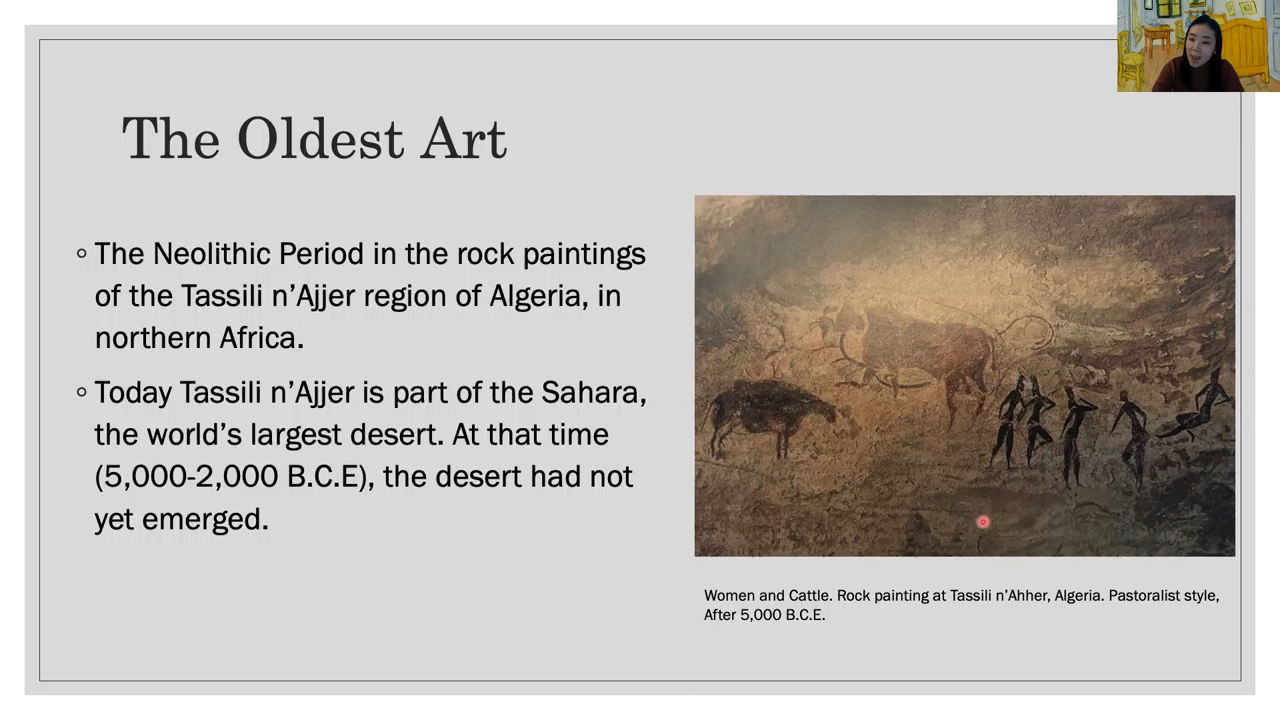 The Oldest Art
◦ The Neolithic Period in the rock paintings
of the Tassili n’Ajjer region of Algeria, in
northern Africa.
◦ Today Tassili n’Ajjer is part of the Sahara,
the world’s largest desert. At that time
(5,000-2,000 B.C.E), the desert had not
yet emerged.
Women and Cattle. Rock painting at Tassili n’Ahher, Algeria. Pastoralist style,
After 5,000 B.C.E.